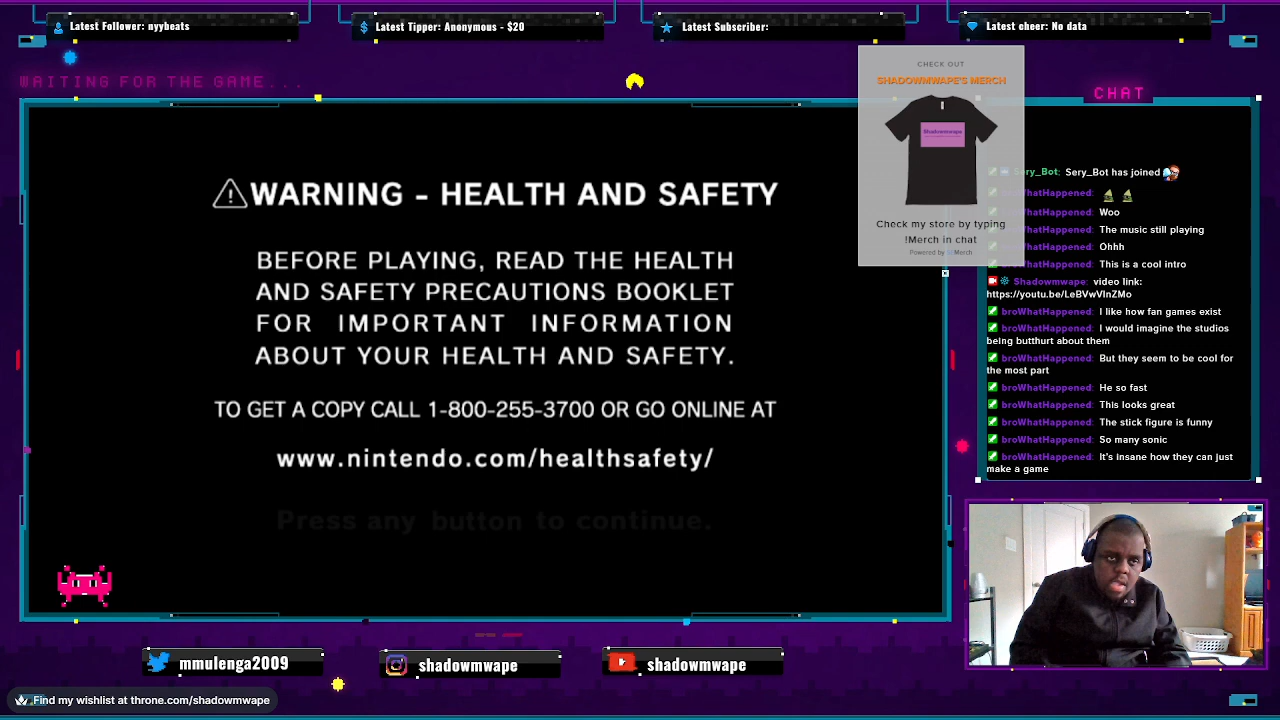 Latest Follower: nyybeats
Latest Tipper: Anonymous - $20
Latest Subscriber:
Latest cheer: No data
WAITING FOR THE GAME...
CHECK OUT
SHADOWMWAPE'S MERCH
Shadowmwape
Check my store by typing
!Merch in chat
Powered by Merch
WARNING - HEALTH AND SAFETY
BEFORE PLAYING, READ THE HEALTH
AND SAFETY PRECAUTIONS BOOKLET
FOR IMPORTANT INFORMATION
ABOUT YOUR HEALTH AND SAFETY.
TO GET A COPY CALL 1-800-255-3700 OR GO ONLINE AT
www.nintendo.com/healthsafety/
Press any button to continue.
CHAT
Sery_Bot: Sery_Bot has joined
broWhatHappened:
broWhatHappened: Woo
broWhatHappened: The music still playing
broWhatHappened: Ohhh
broWhatHappened: This is a cool intro
Shadowmwape: video link:
https://youtu.be/LeBVwVlnZMo
broWhatHappened: I like how fan games exist
broWhatHappened: I would imagine the studios
being butthurt about them
broWhatHappened: But they seem to be cool for
the most part
broWhatHappened: He so fast
broWhatHappened: This looks great
broWhatHappened: The stick figure is funny
broWhatHappened: So many sonic
broWhatHappened: It's insane how they can just
make a game
mmulenga2009
shadowmwape
shadowmwape
Find my wishlist at throne.com/shadowmwape